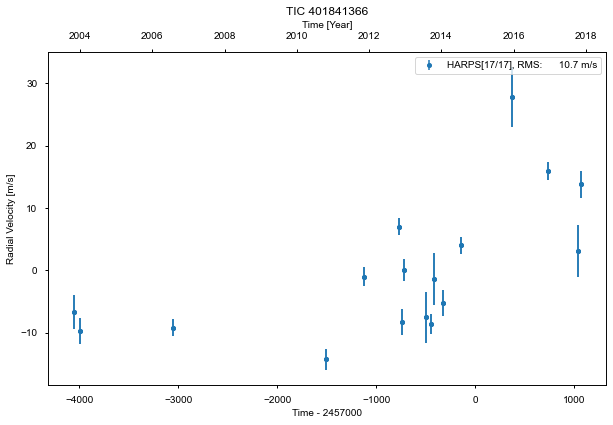 TIC 401841366
Time [Year]
2004 2006 2008 2010 2012 2014 2016 2018
HARPS[17/17], RMS: 10.7 m/s
Radial Velocity [m/s]
30
20
10
0
−10
−4000 −3000 −2000 −1000 0 1000
Time - 2457000